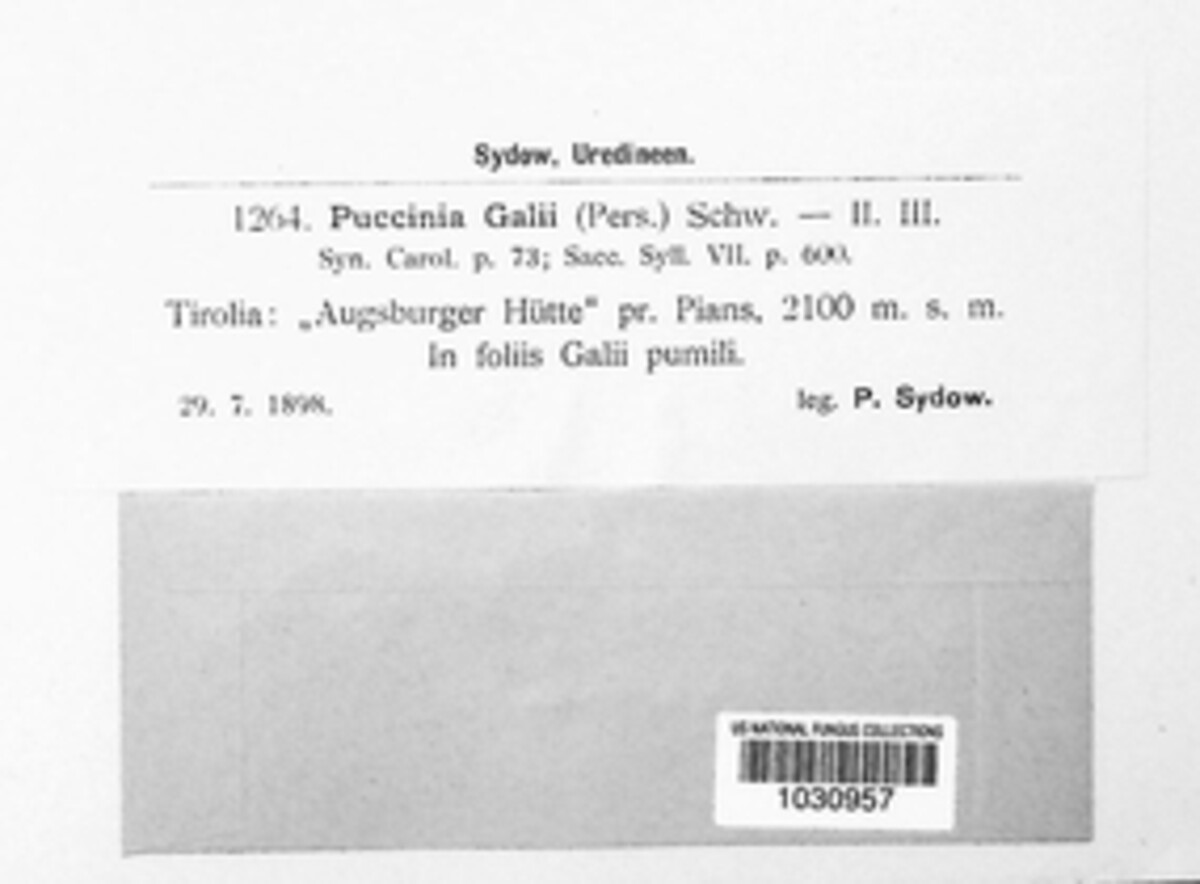 Sydow, Uredineen.
1264. Puccinia Galii (Pers.) Schw. — II. III.
Syn. Carol. p. 73; Sacc. Syll. VII. p. 600.
Tirolia: „Augsburger Hütte“ pr. Pians, 2100 m. s. m.
In foliis Galii pumili.
29. 7. 1898. leg. P. Sydow.
US NATIONAL FUNGUS COLLECTIONS
1030957